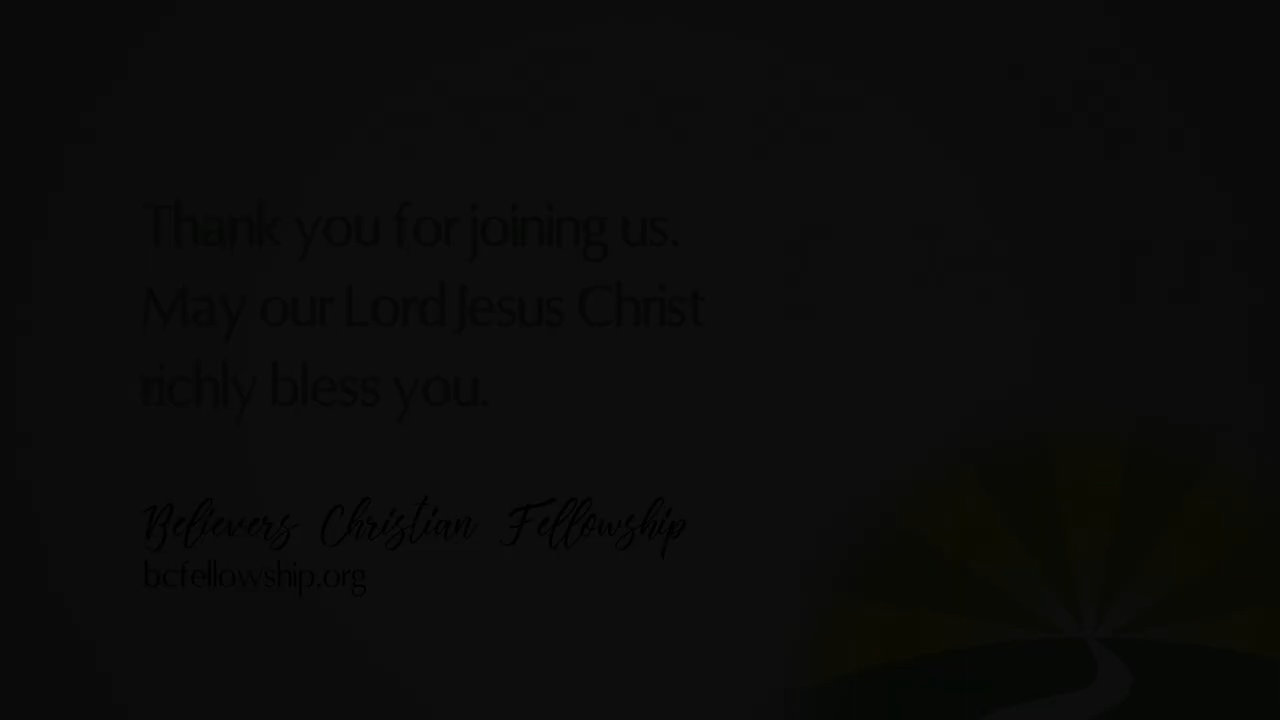 Thank you for joining us.
May our Lord Jesus Christ
richly bless you.
Believers Christian Fellowship
bcfellowship.org